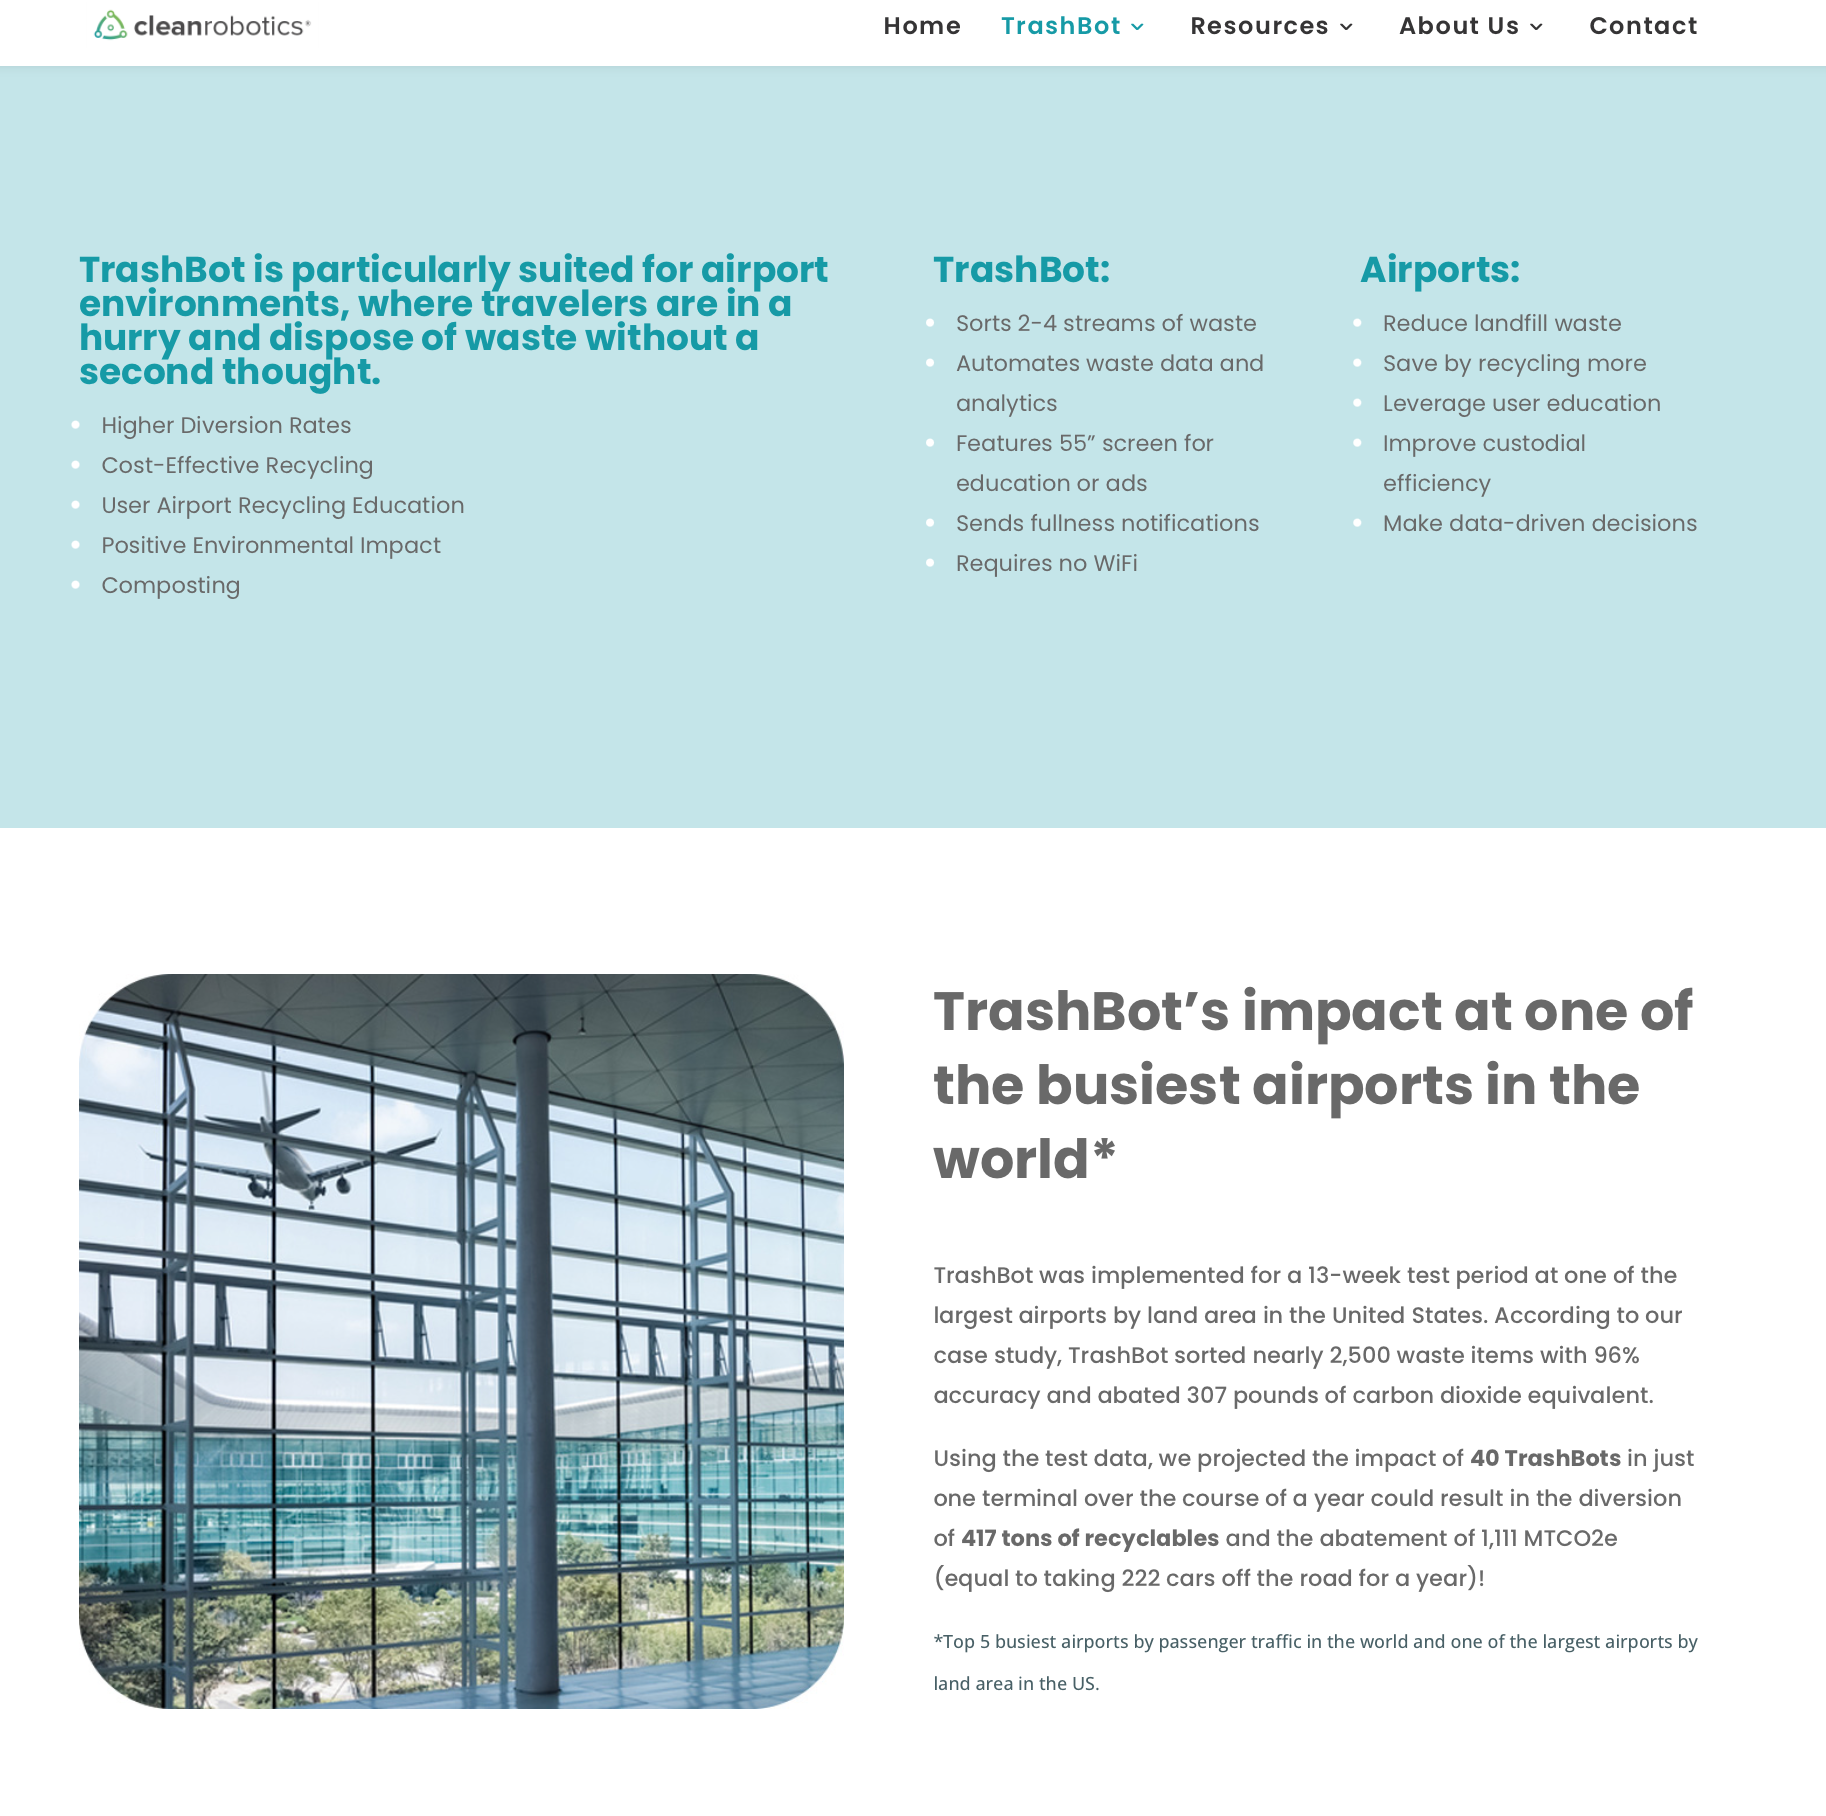 cleanrobotics®
Home TrashBot Resources About Us Contact
TrashBot is particularly suited for airport
environments, where travelers are in a
hurry and dispose of waste without a
second thought.
Higher Diversion Rates
Cost-Effective Recycling
User Airport Recycling Education
Positive Environmental Impact
Composting
TrashBot:
Sorts 2-4 streams of waste
Automates waste data and
analytics
Features 55” screen for
education or ads
Sends fullness notifications
Requires no WiFi
Airports:
Reduce landfill waste
Save by recycling more
Leverage user education
Improve custodial
efficiency
Make data-driven decisions
TrashBot’s impact at one of
the busiest airports in the
world*
TrashBot was implemented for a 13-week test period at one of the
largest airports by land area in the United States. According to our
case study, TrashBot sorted nearly 2,500 waste items with 96%
accuracy and abated 307 pounds of carbon dioxide equivalent.
Using the test data, we projected the impact of 40 TrashBots in just
one terminal over the course of a year could result in the diversion
of 417 tons of recyclables and the abatement of 1,111 MTCO2e
(equal to taking 222 cars off the road for a year)!
*Top 5 busiest airports by passenger traffic in the world and one of the largest airports by
land area in the US.